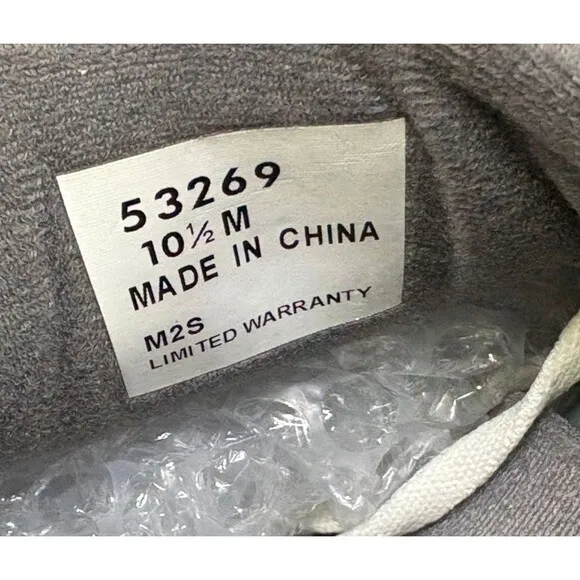 53269
10½ M
MADE IN CHINA
M2S
LIMITED WARRANTY